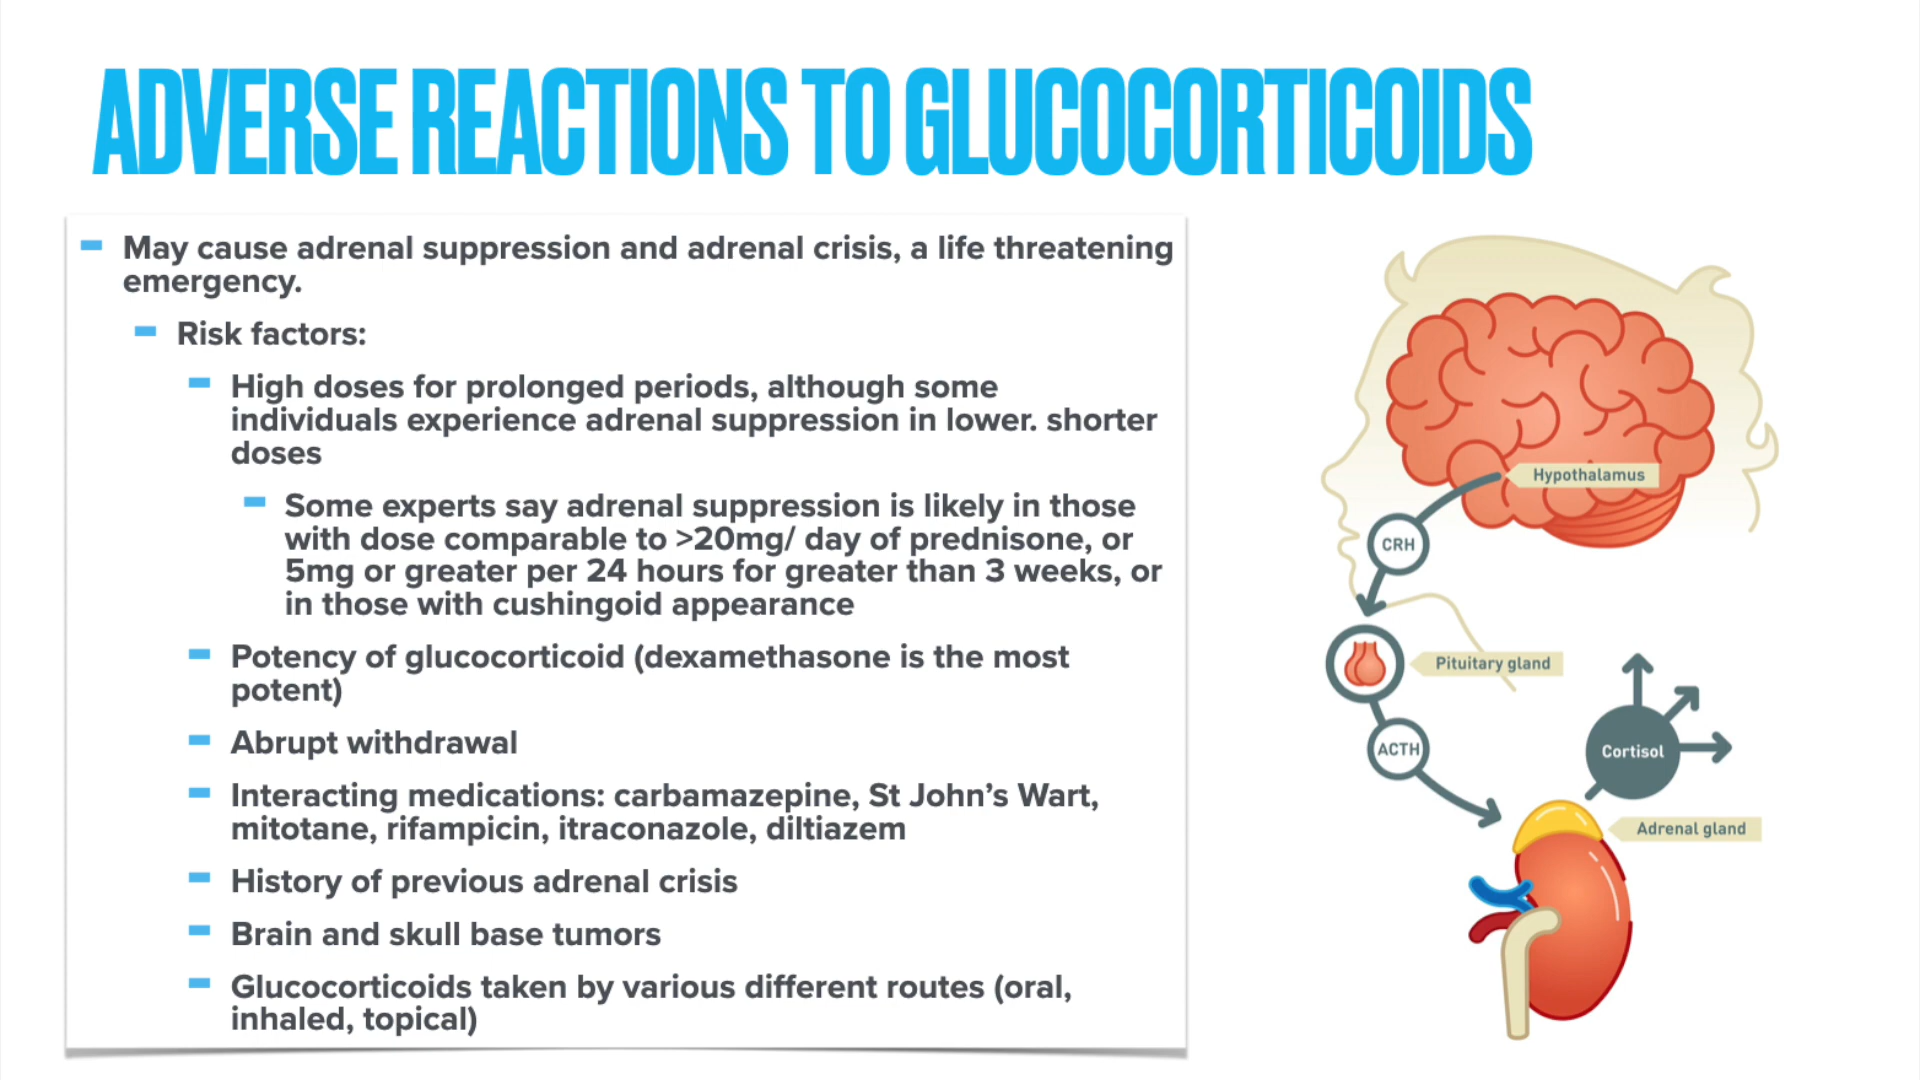 ADVERSE REACTIONS TO GLUCOCORTICOIDS
May cause adrenal suppression and adrenal crisis, a life threatening
emergency.
Risk factors:
High doses for prolonged periods, although some
individuals experience adrenal suppression in lower. shorter
doses
Some experts say adrenal suppression is likely in those
with dose comparable to >20mg/ day of prednisone, or
5mg or greater per 24 hours for greater than 3 weeks, or
in those with cushingoid appearance
Potency of glucocorticoid (dexamethasone is the most
potent)
Abrupt withdrawal
Interacting medications: carbamazepine, St John’s Wart,
mitotane, rifampicin, itraconazole, diltiazem
History of previous adrenal crisis
Brain and skull base tumors
Glucocorticoids taken by various different routes (oral,
inhaled, topical)
Hypothalamus
CRH
Pituitary gland
ACTH
Cortisol
Adrenal gland